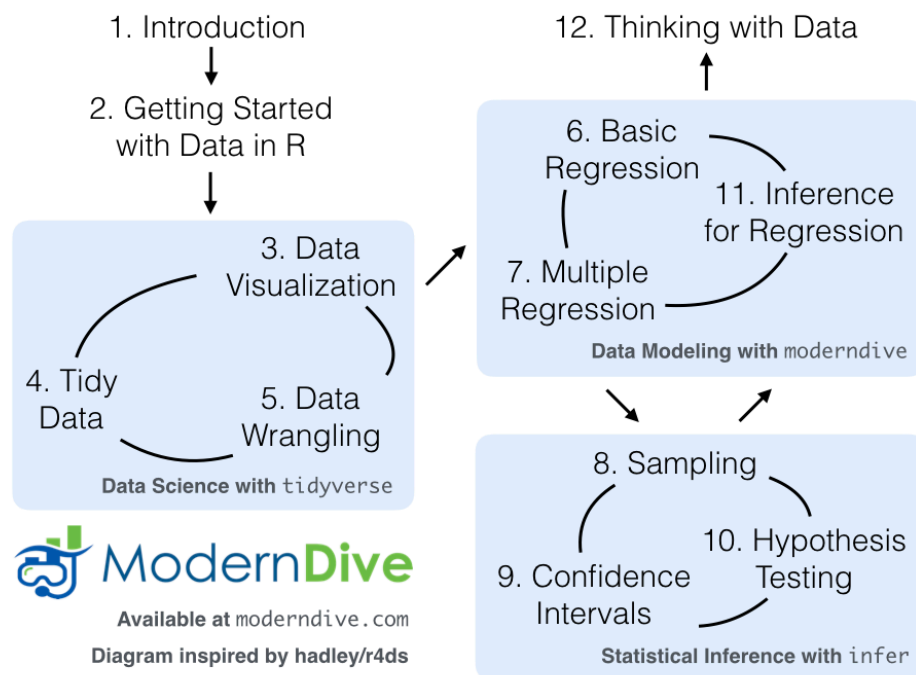 1. Introduction
2. Getting Started
with Data in R
3. Data
Visualization
4. Tidy
Data
5. Data
Wrangling
Data Science with tidyverse
ModernDive
Available at moderndive.com
Diagram inspired by hadley/r4ds
12. Thinking with Data
6. Basic
Regression
11. Inference
for Regression
7. Multiple
Regression
Data Modeling with moderndive
8. Sampling
10. Hypothesis
Testing
9. Confidence
Intervals
Statistical Inference with infer